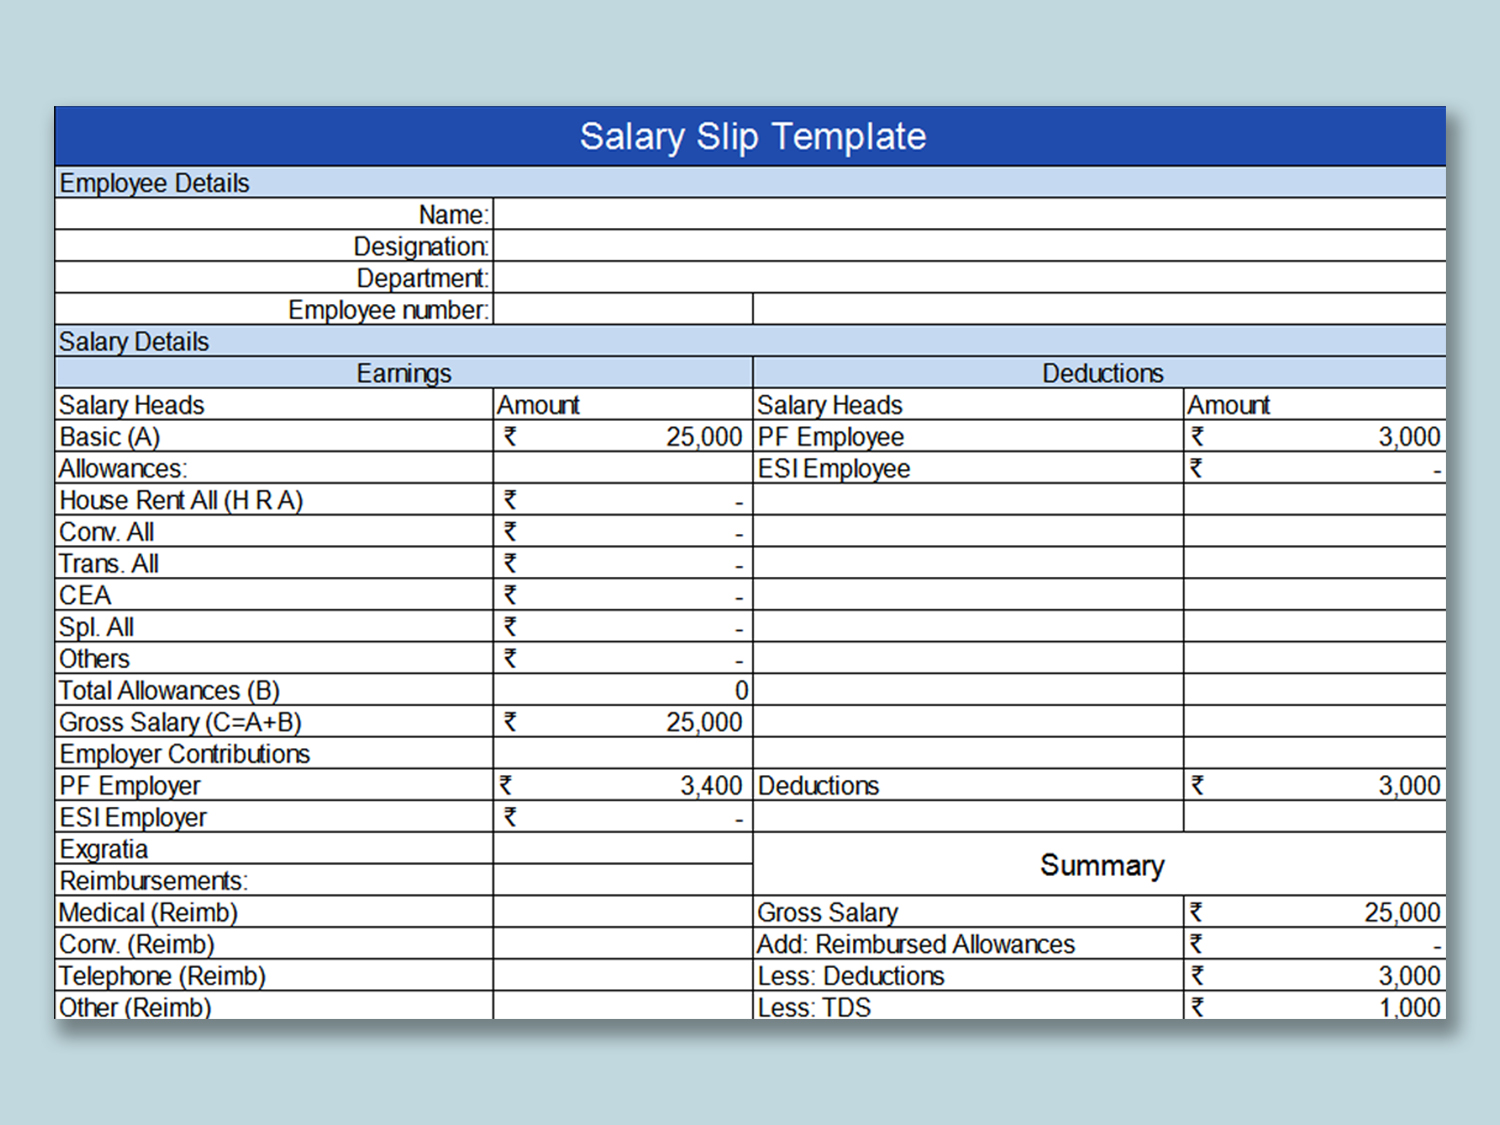 Salary Slip Template
Employee Details
Name:
Designation:
Department:
Employee number:
Salary Details
Earnings Deductions
Salary Heads Amount Salary Heads Amount
Basic (A) ₹ 25,000 PF Employee ₹ 3,000
Allowances: ESI Employee ₹ -
House Rent All (H R A) ₹ -
Conv. All ₹ -
Trans. All ₹ -
CEA ₹ -
Spl. All ₹ -
Others ₹ -
Total Allowances (B) 0
Gross Salary (C=A+B) ₹ 25,000
Employer Contributions
PF Employer ₹ 3,400 Deductions ₹ 3,000
ESI Employer ₹ -
Exgratia
Summary
Reimbursements:
Medical (Reimb) Gross Salary ₹ 25,000
Conv. (Reimb) Add: Reimbursed Allowances ₹ -
Telephone (Reimb) Less: Deductions ₹ 3,000
Other (Reimb) Less: TDS ₹ 1,000